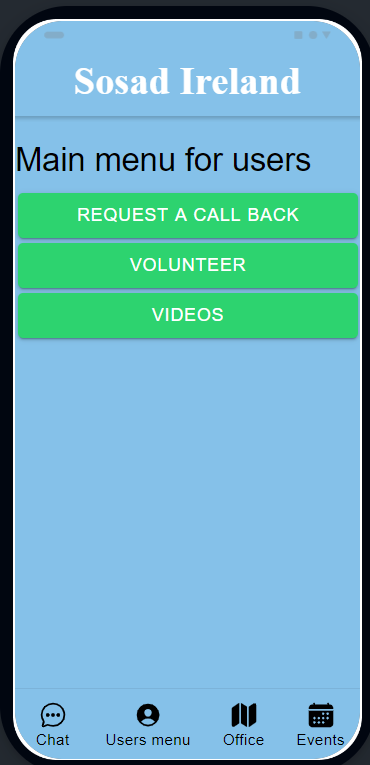 Sosad Ireland
Main menu for users
REQUEST A CALL BACK
VOLUNTEER
VIDEOS
Chat
Users menu
Office
Events